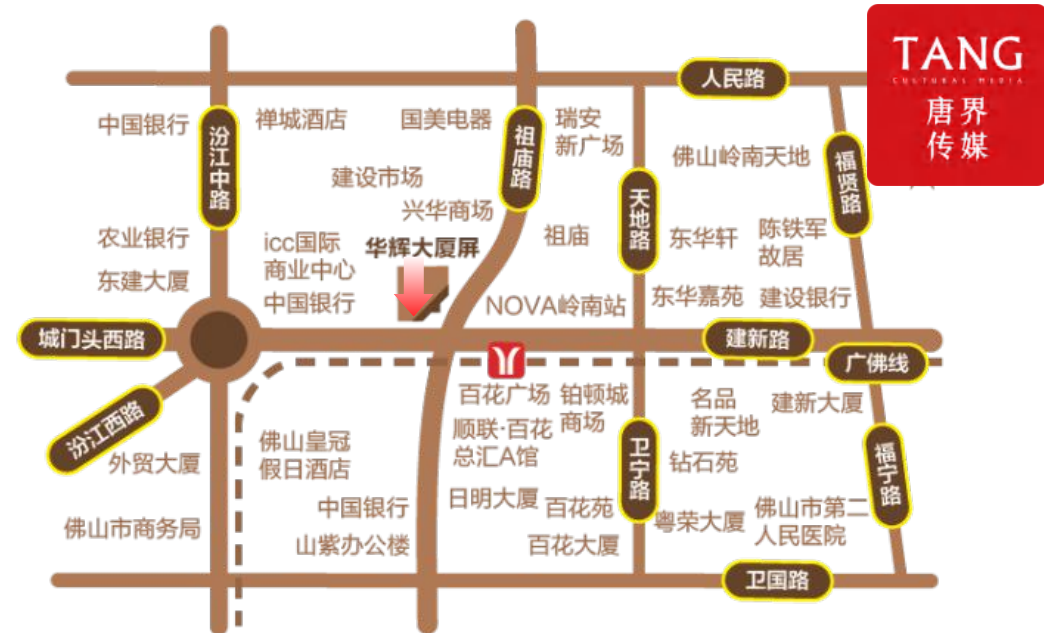 TANG
CULTURAL MEDIA
唐界
传媒
人民路
中国银行
汾江中路
禅城酒店
国美电器
祖庙路
瑞安
新广场
佛山岭南天地
福贤路
建设市场
兴华商场
天地路
农业银行
东建大厦
icc国际
商业中心
中国银行
华辉大厦屏
祖庙
东华轩
陈铁军
故居
NOVA岭南站
东华嘉苑
建设银行
城门头西路
建新路
广佛线
汾江西路
百花广场
铂顿城
商场
名品
新天地
建新大厦
顺联·百花
总汇A馆
佛山皇冠
假日酒店
外贸大厦
卫宁路
钻石苑
福宁路
日明大厦
百花苑
粤荣大厦
佛山市第二
人民医院
中国银行
佛山市商务局
山紫办公楼
百花大厦
卫国路